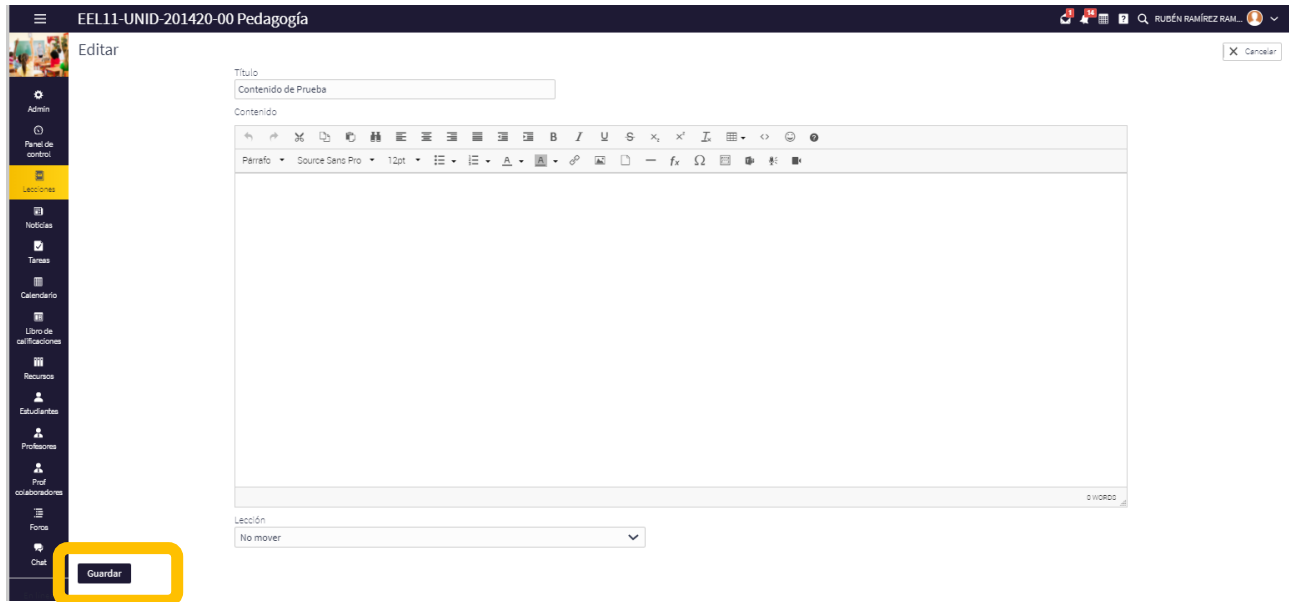 EEL11-UNID-201420-00 Pedagogía
1
14
RUBÉN RAMÍREZ RAM...
Editar
Cancelar
Admin
Panel de
control
Lecciones
Noticias
Tareas
Calendario
Libro de
calificaciones
Recursos
Estudiantes
Profesores
Prof
colaboradores
Foros
Chat
Título
Contenido de Prueba
Contenido
Párrafo
Source Sans Pro
12pt
0 WORDS
Lección
No mover
Guardar